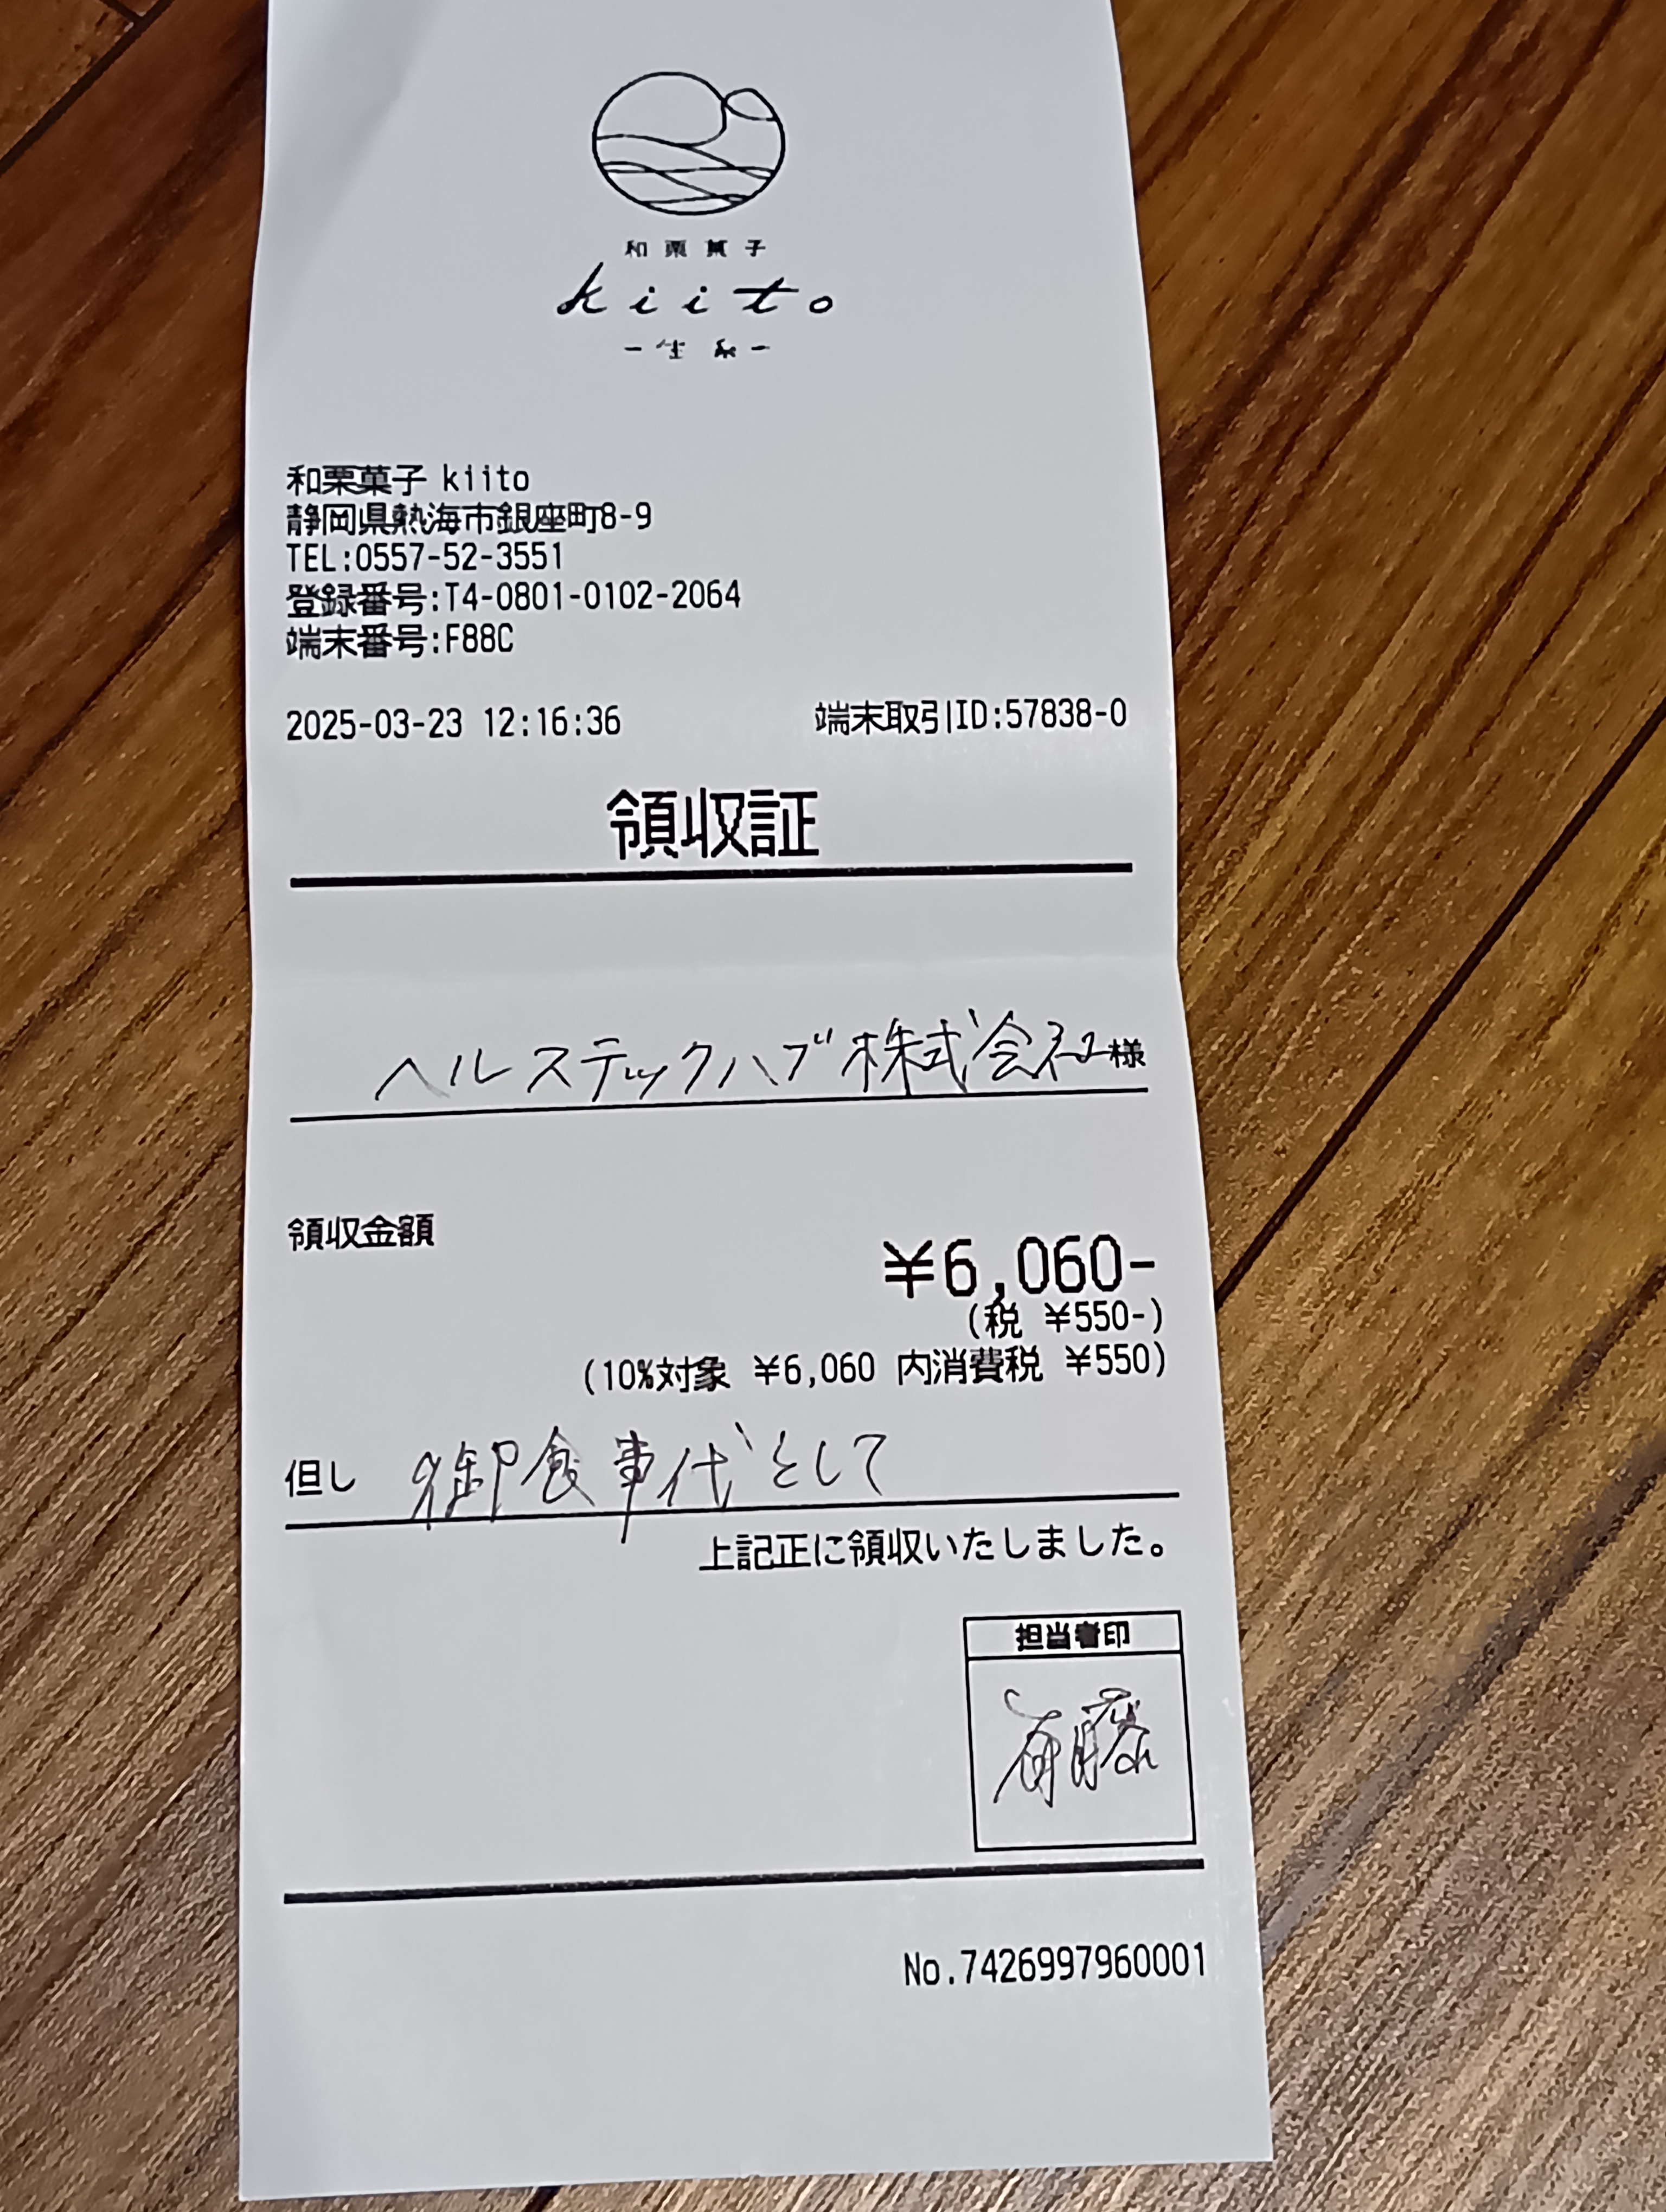 和栗菓子
kiito
-生糸-
和栗菓子 kiito
静岡県熱海市銀座町8-9
TEL:0557-52-3551
登録番号:T4-0801-0102-2064
端末番号:F88C
2025-03-23 12:16:36 端末取引ID:57838-0
領収証
ヘルステックハブ株式会社様
領収金額
¥6,060-
(税 ¥550-)
(10%対象 ¥6,060 内消費税 ¥550)
但し 御食事代として
上記正に領収いたしました。
担当者印
No.7426997960001